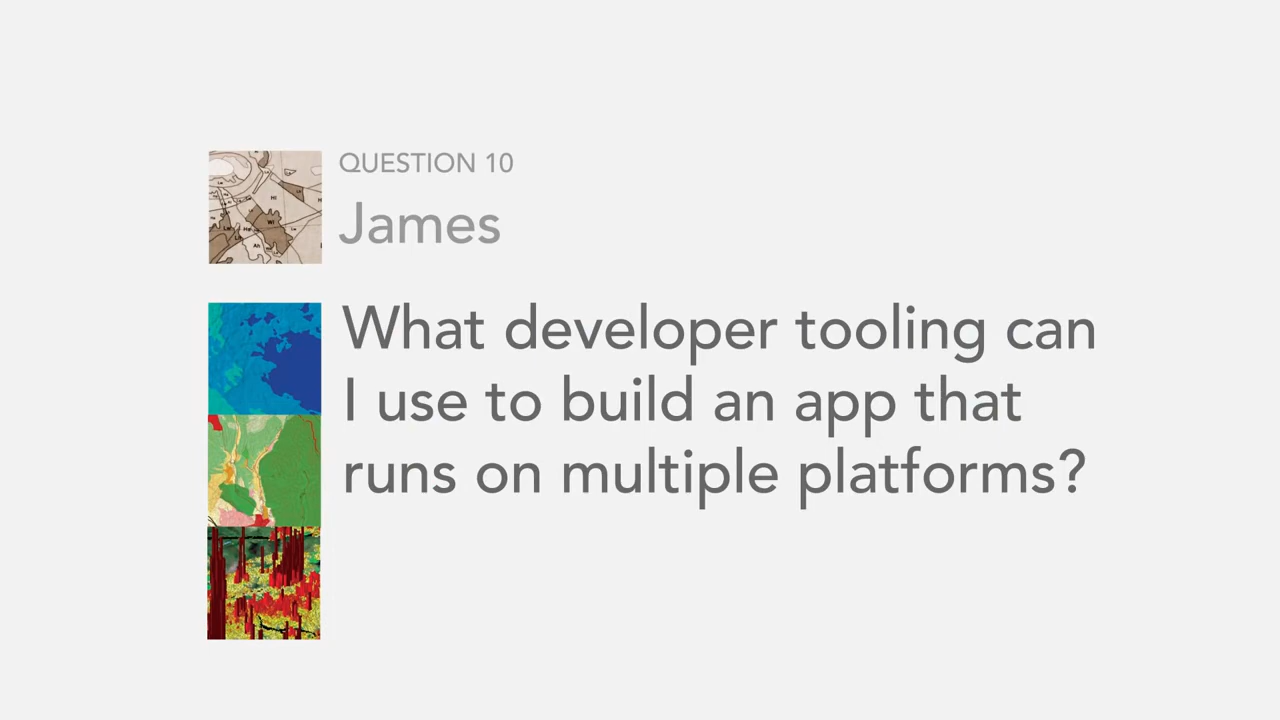 QUESTION 10
James
What developer tooling can
I use to build an app that
runs on multiple platforms?